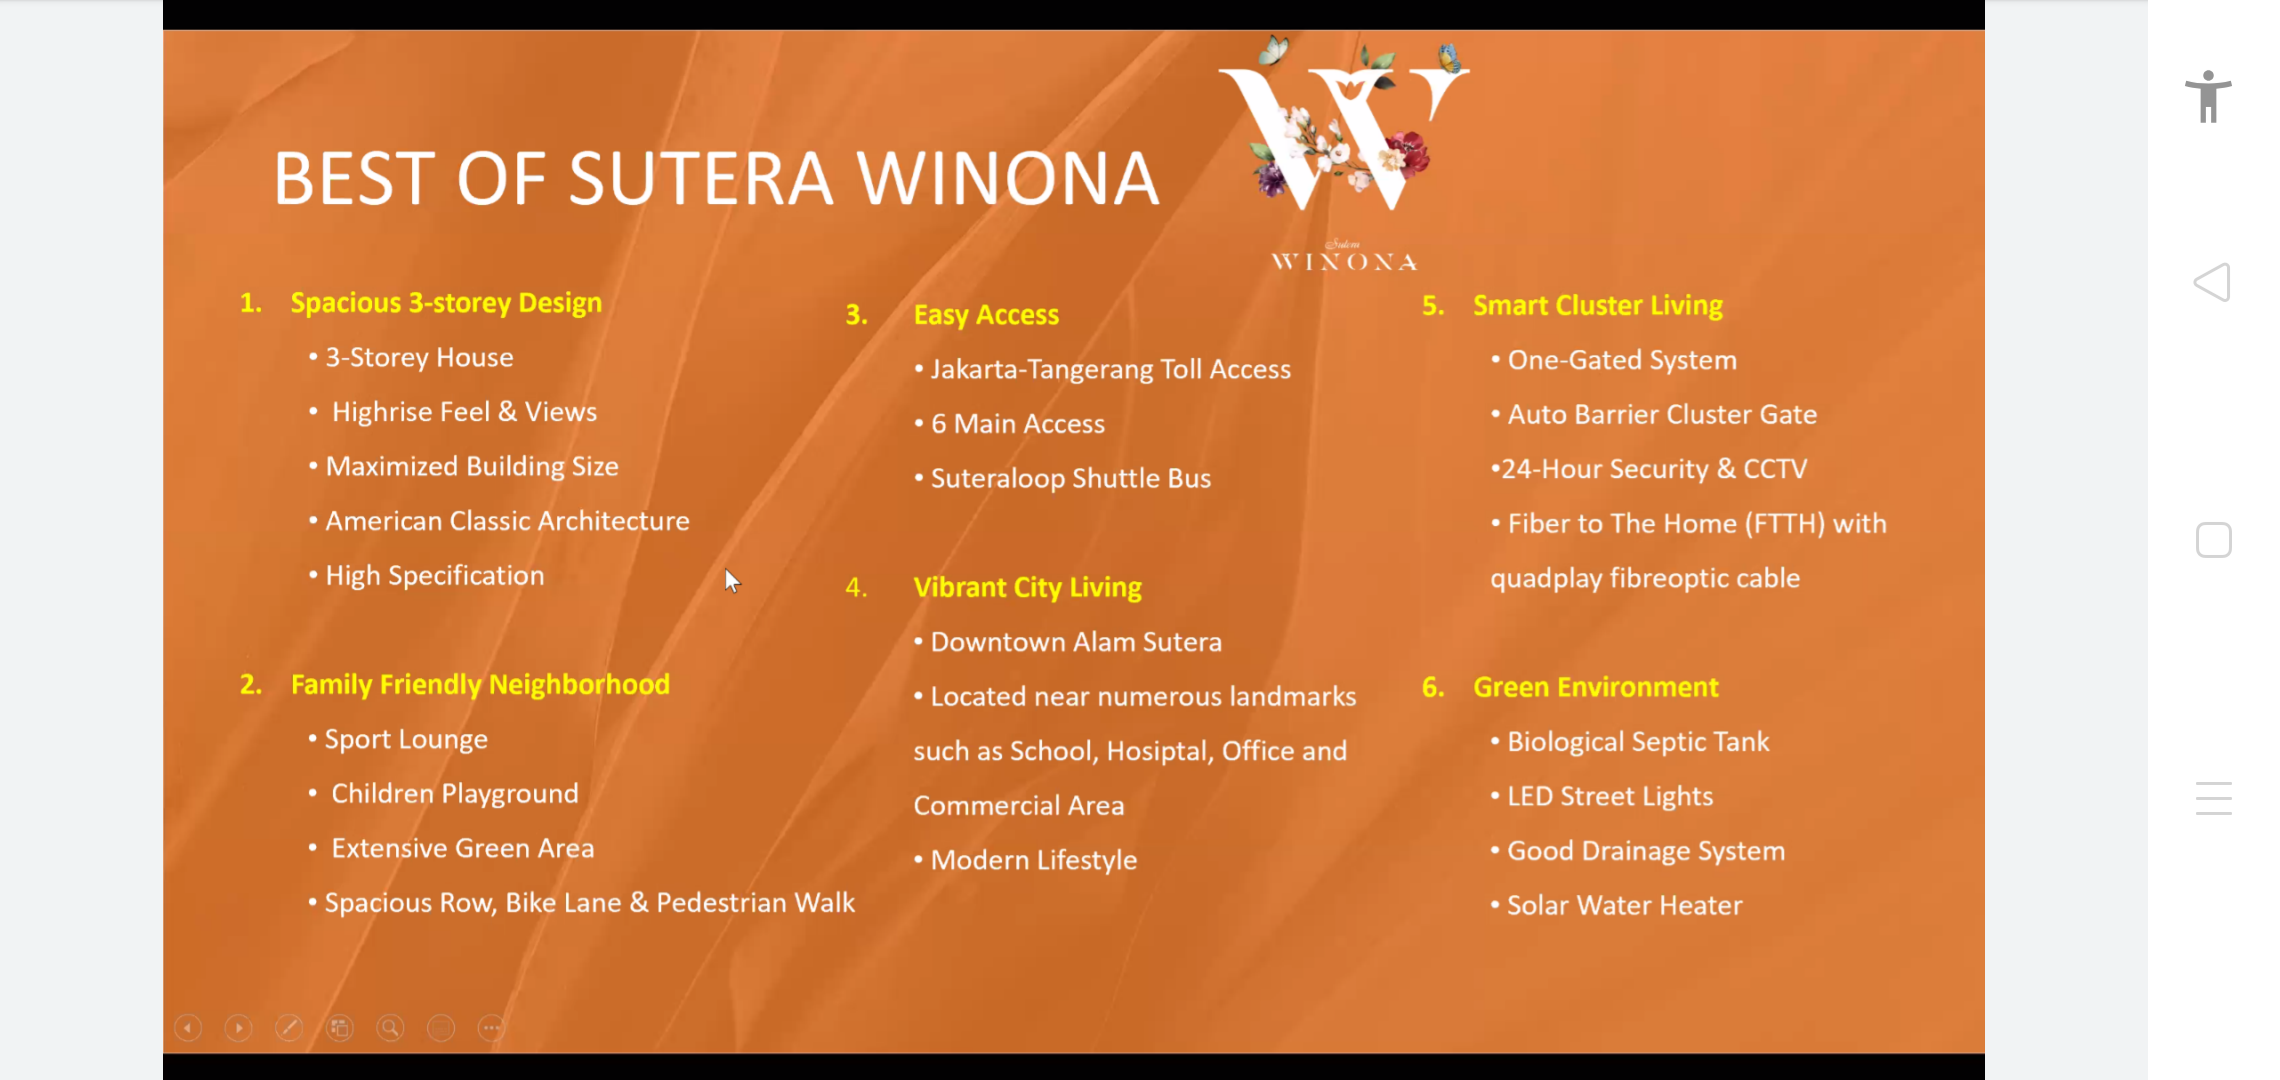 BEST OF SUTERA WINONA
W
Sutera
WINONA
1. Spacious 3-storey Design
• 3-Storey House
• Highrise Feel & Views
• Maximized Building Size
• American Classic Architecture
• High Specification
2. Family Friendly Neighborhood
• Sport Lounge
• Children Playground
• Extensive Green Area
• Spacious Row, Bike Lane & Pedestrian Walk
3. Easy Access
• Jakarta-Tangerang Toll Access
• 6 Main Access
• Suteraloop Shuttle Bus
4. Vibrant City Living
• Downtown Alam Sutera
• Located near numerous landmarks
such as School, Hosiptal, Office and
Commercial Area
• Modern Lifestyle
5. Smart Cluster Living
• One-Gated System
• Auto Barrier Cluster Gate
•24-Hour Security & CCTV
• Fiber to The Home (FTTH) with
quadplay fibreoptic cable
6. Green Environment
• Biological Septic Tank
• LED Street Lights
• Good Drainage System
• Solar Water Heater